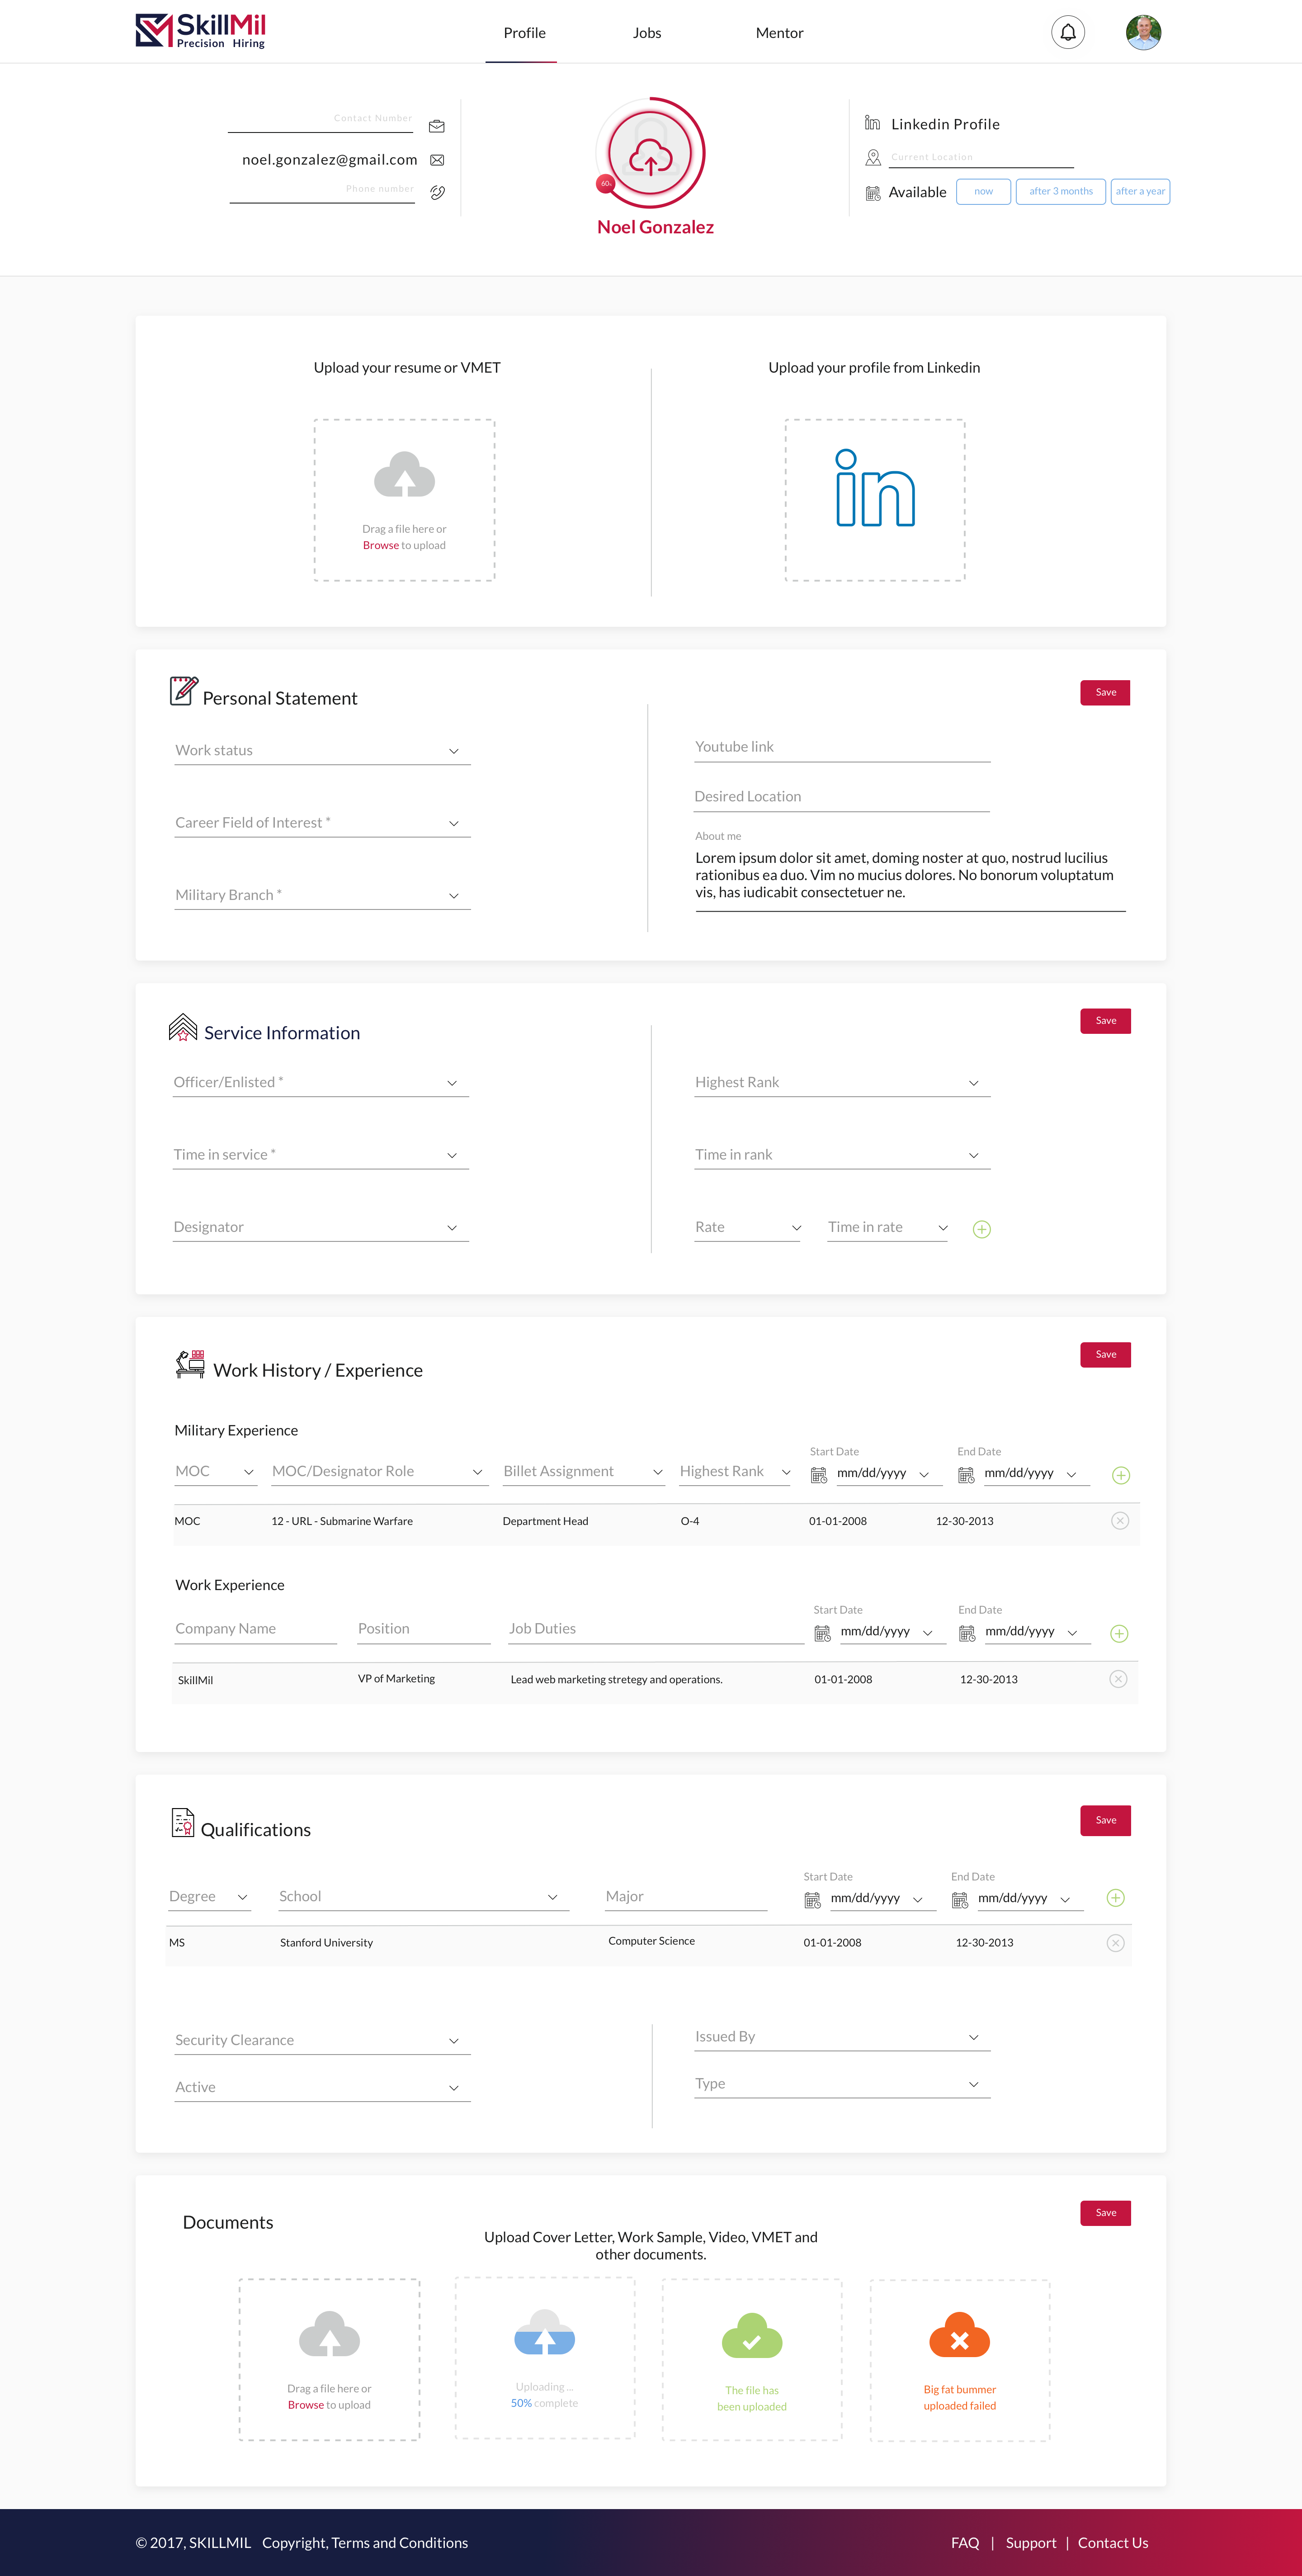 SkillMil
Precision Hiring
Profile
Jobs
Mentor
Contact Number
noel.gonzalez@gmail.com
Phone number
60%
Noel Gonzalez
Linkedin Profile
Current Location
Available
now
after 3 months
after a year
Upload your resume or VMET
Drag a file here or
Browse to upload
Upload your profile from Linkedin
Personal Statement
Save
Work status
Career Field of Interest *
Military Branch *
Youtube link
Desired Location
About me
Lorem ipsum dolor sit amet, doming noster at quo, nostrud lucilius
rationibus ea duo. Vim no mucius dolores. No bonorum voluptatum
vis, has iudicabit consectetuer ne.
Service Information
Save
Officer/Enlisted *
Time in service *
Designator
Highest Rank
Time in rank
Rate
Time in rate
Work History / Experience
Save
Military Experience
MOC
MOC/Designator Role
Billet Assignment
Highest Rank
Start Date
mm/dd/yyyy
End Date
mm/dd/yyyy
MOC
12 - URL - Submarine Warfare
Department Head
O-4
01-01-2008
12-30-2013
Work Experience
Company Name
Position
Job Duties
Start Date
mm/dd/yyyy
End Date
mm/dd/yyyy
SkillMil
VP of Marketing
Lead web marketing stretegy and operations.
01-01-2008
12-30-2013
Qualifications
Save
Degree
School
Major
Start Date
mm/dd/yyyy
End Date
mm/dd/yyyy
MS
Stanford University
Computer Science
01-01-2008
12-30-2013
Security Clearance
Active
Issued By
Type
Documents
Save
Upload Cover Letter, Work Sample, Video, VMET and
other documents.
Drag a file here or
Browse to upload
Uploading ...
50% complete
The file has
been uploaded
Big fat bummer
uploaded failed
© 2017, SKILLMIL Copyright, Terms and Conditions
FAQ | Support | Contact Us